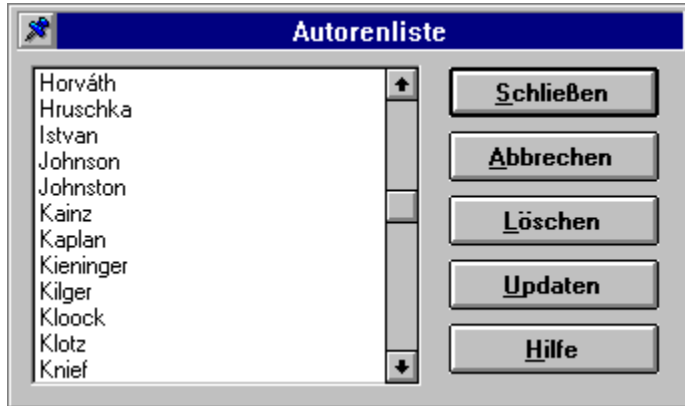 Autorenliste
Horváth
Hruschka
Istvan
Johnson
Johnston
Kainz
Kaplan
Kieninger
Kilger
Kloock
Klotz
Knief
Schließen
Abbrechen
Löschen
Updaten
Hilfe